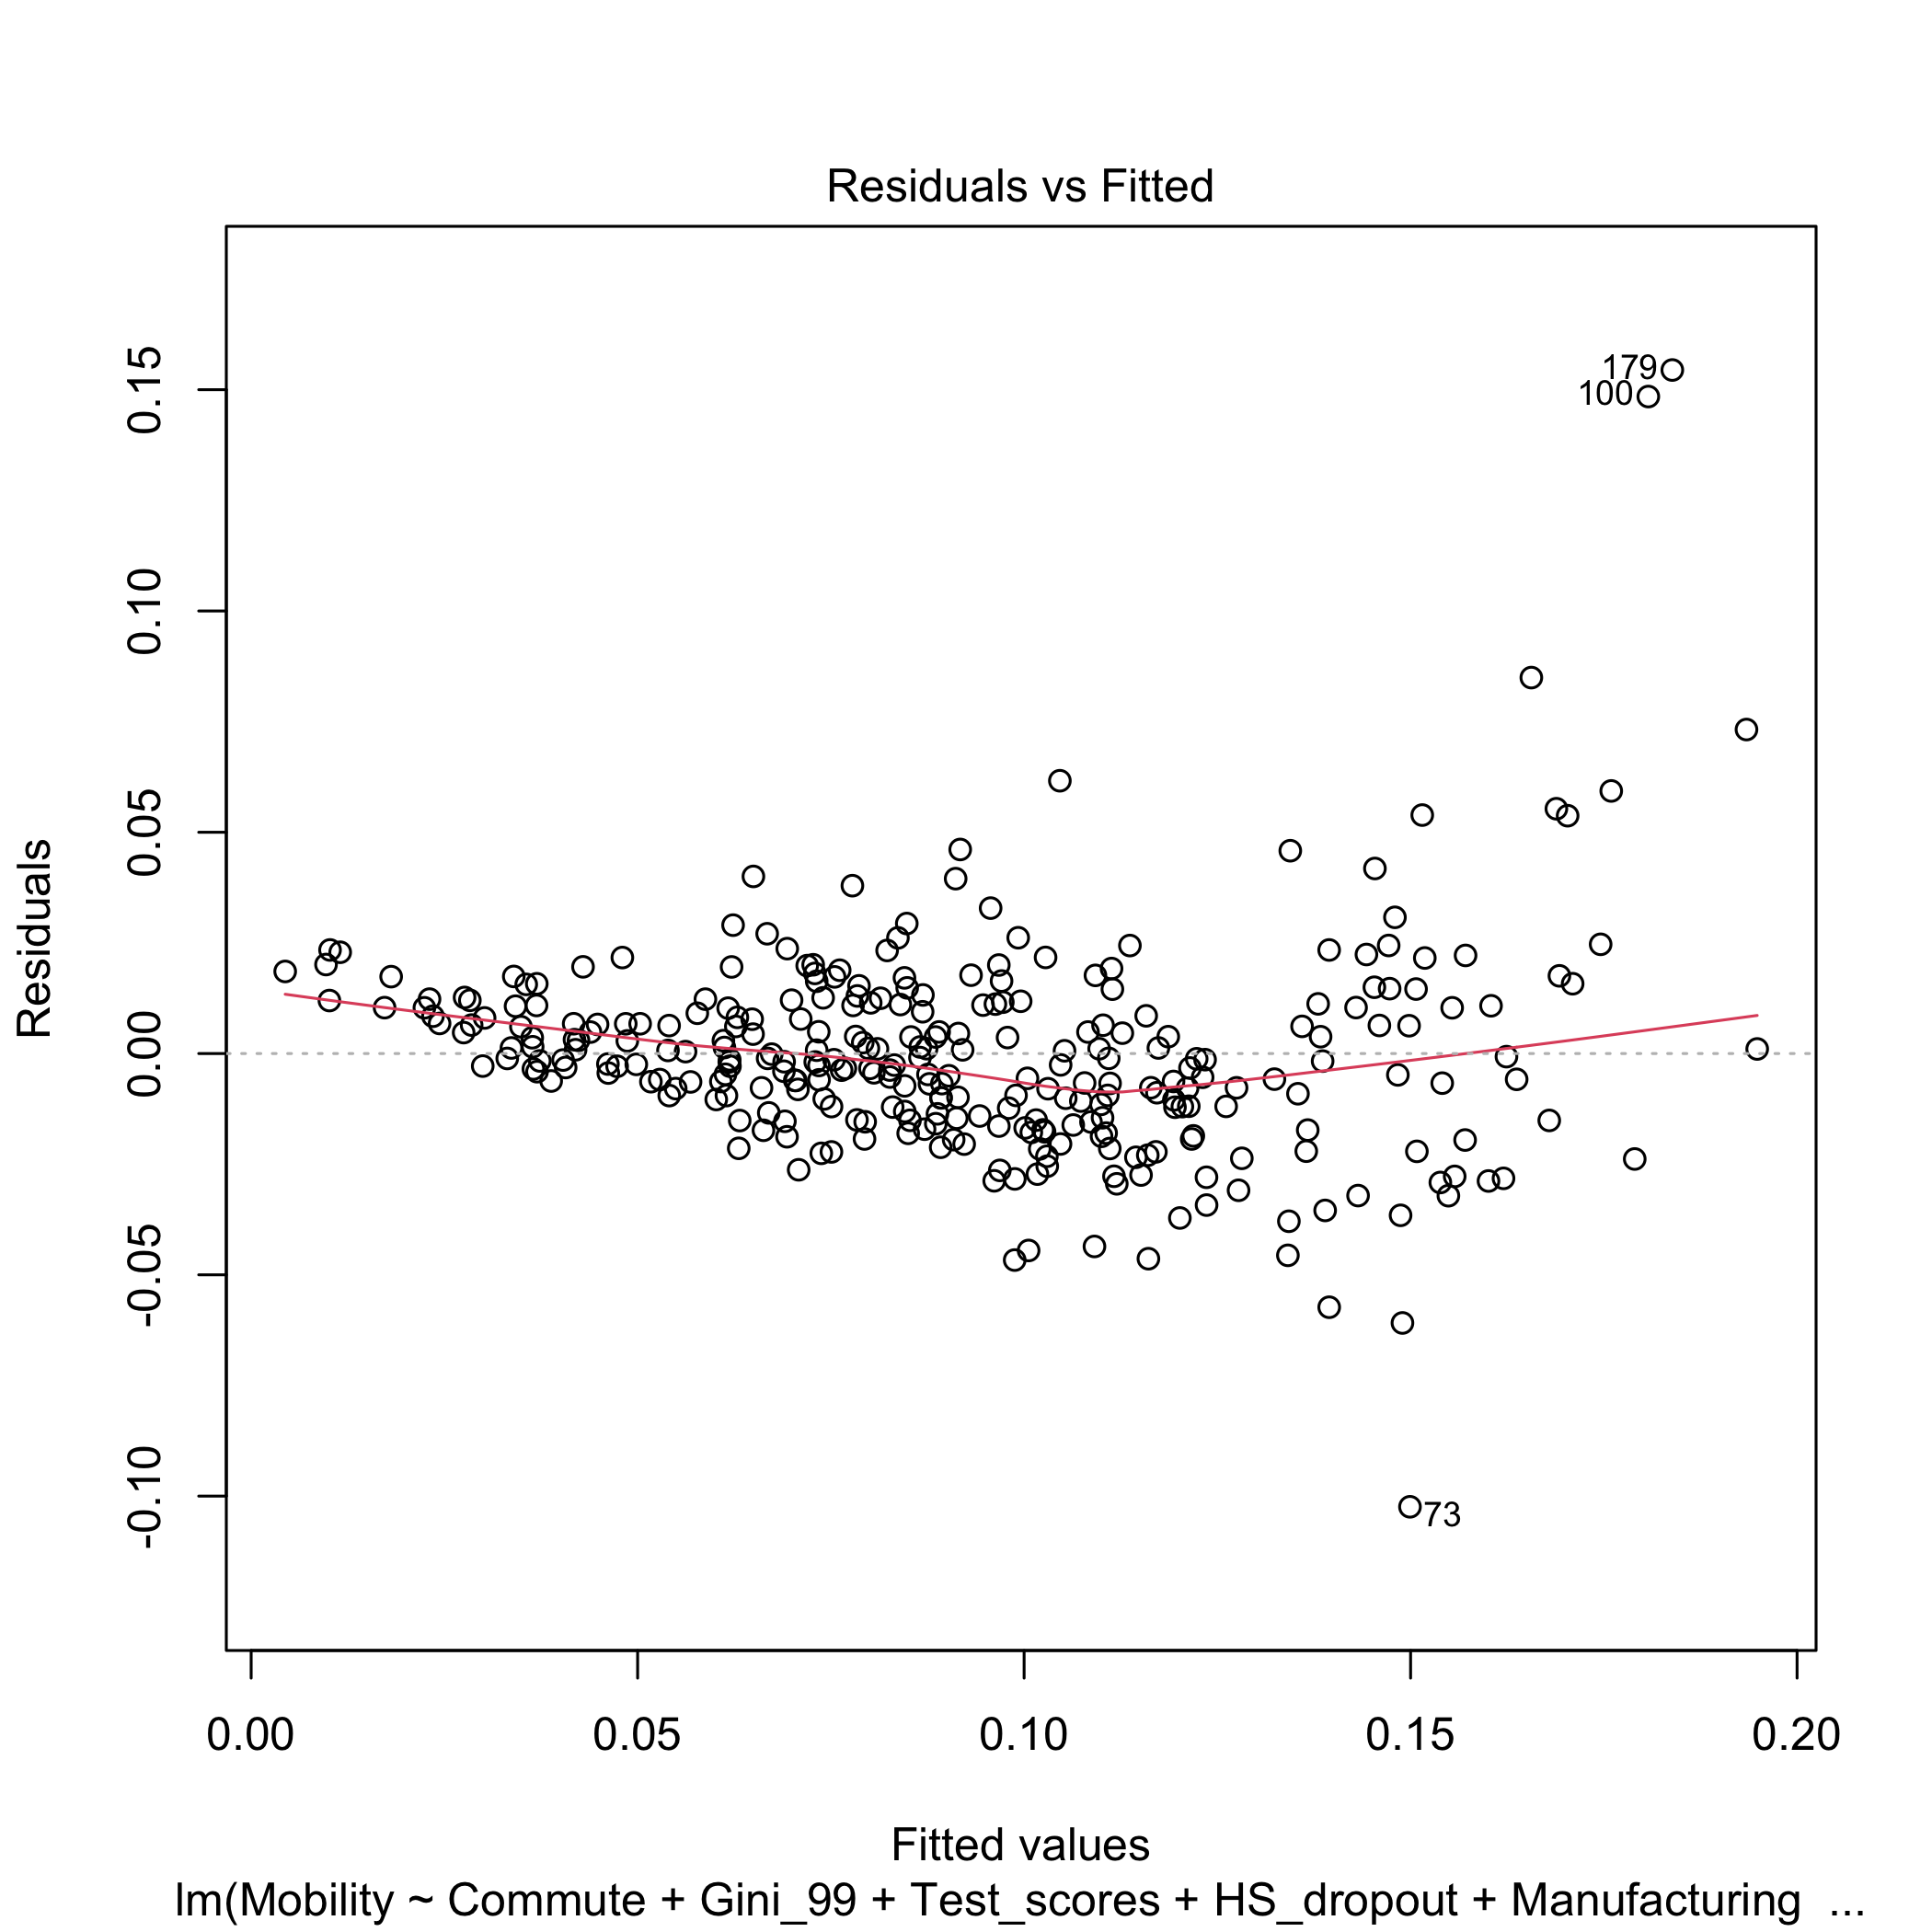 Residuals vs Fitted
Residuals
0.15
0.10
0.05
0.00
-0.05
-0.10
179
100
73
0.00 0.05 0.10 0.15 0.20
Fitted values
lm(Mobility ~ Commute + Gini_99 + Test_scores + HS_dropout + Manufacturing ...